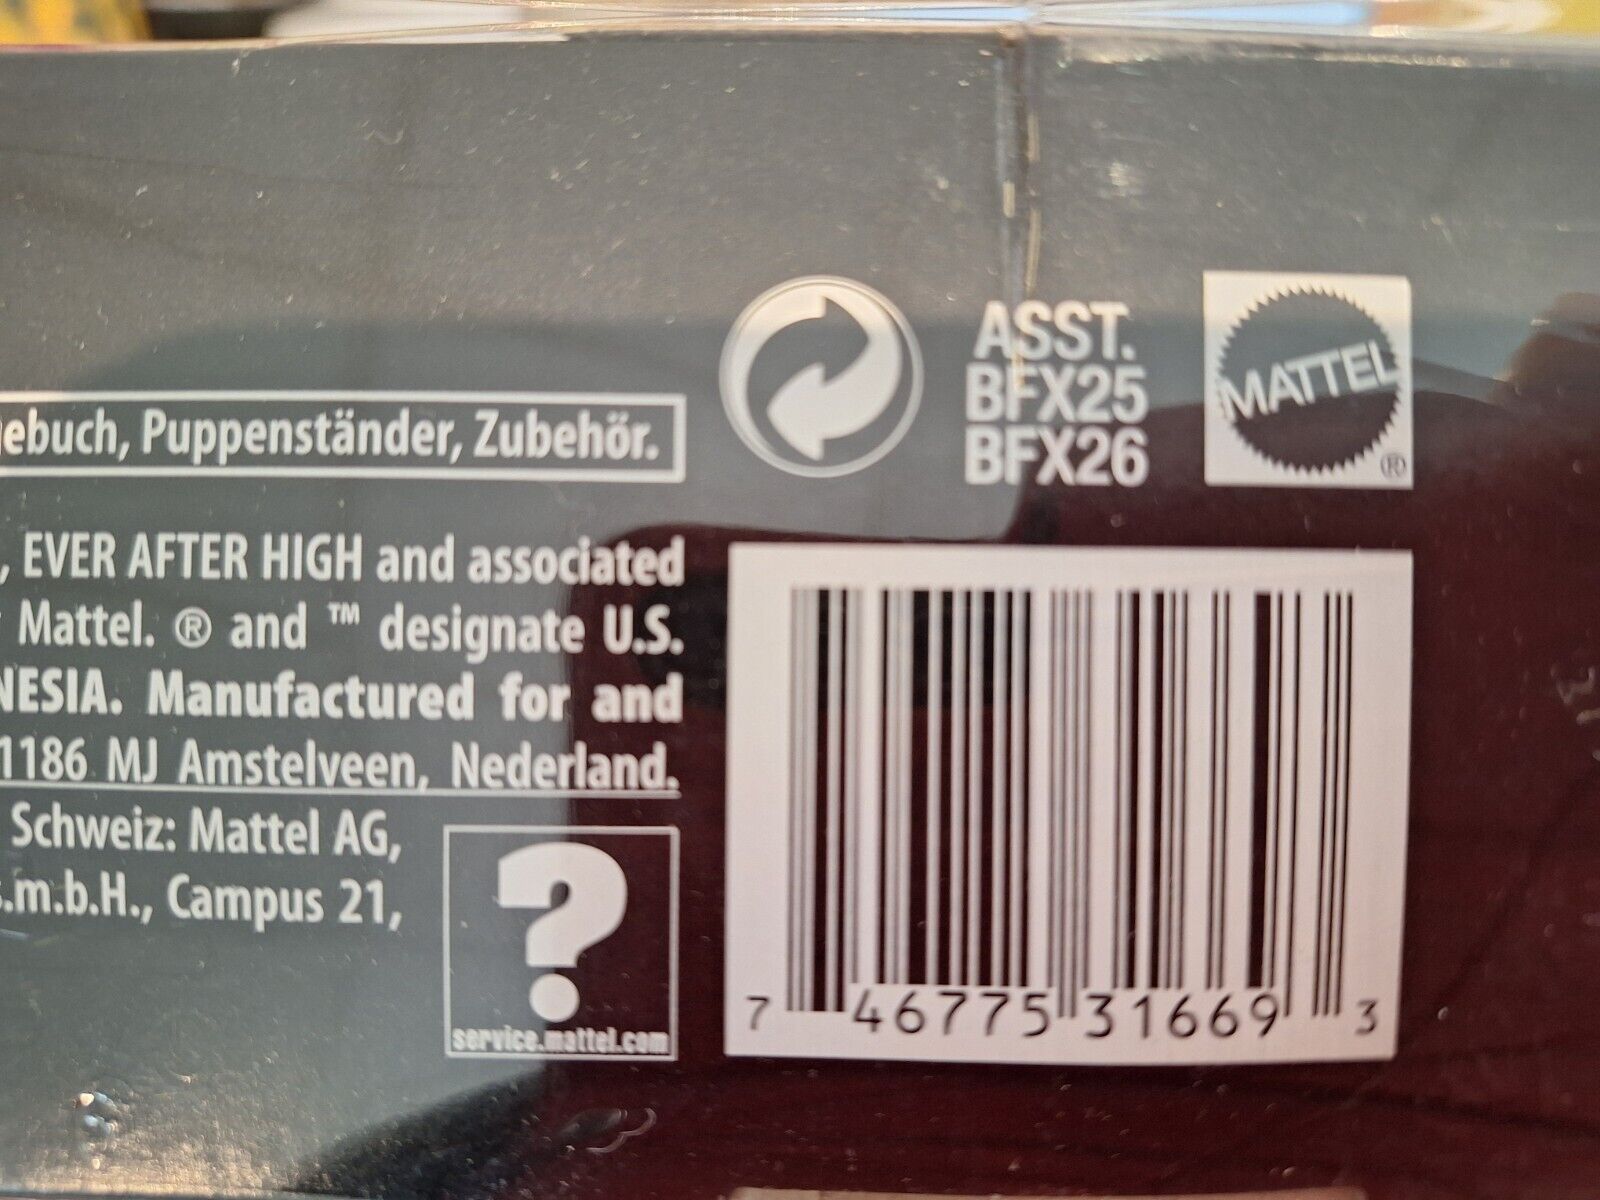 ebuch, Puppenständer, Zubehör.
, EVER AFTER HIGH and associated
Mattel. ® and ™ designate U.S.
NESIA. Manufactured for and
1186 MJ Amstelveen, Nederland.
Schweiz: Mattel AG,
s.m.b.H., Campus 21,
?
service.mattel.com
ASST.
BFX25
BFX26
MATTEL
®
7 46775 31669 3